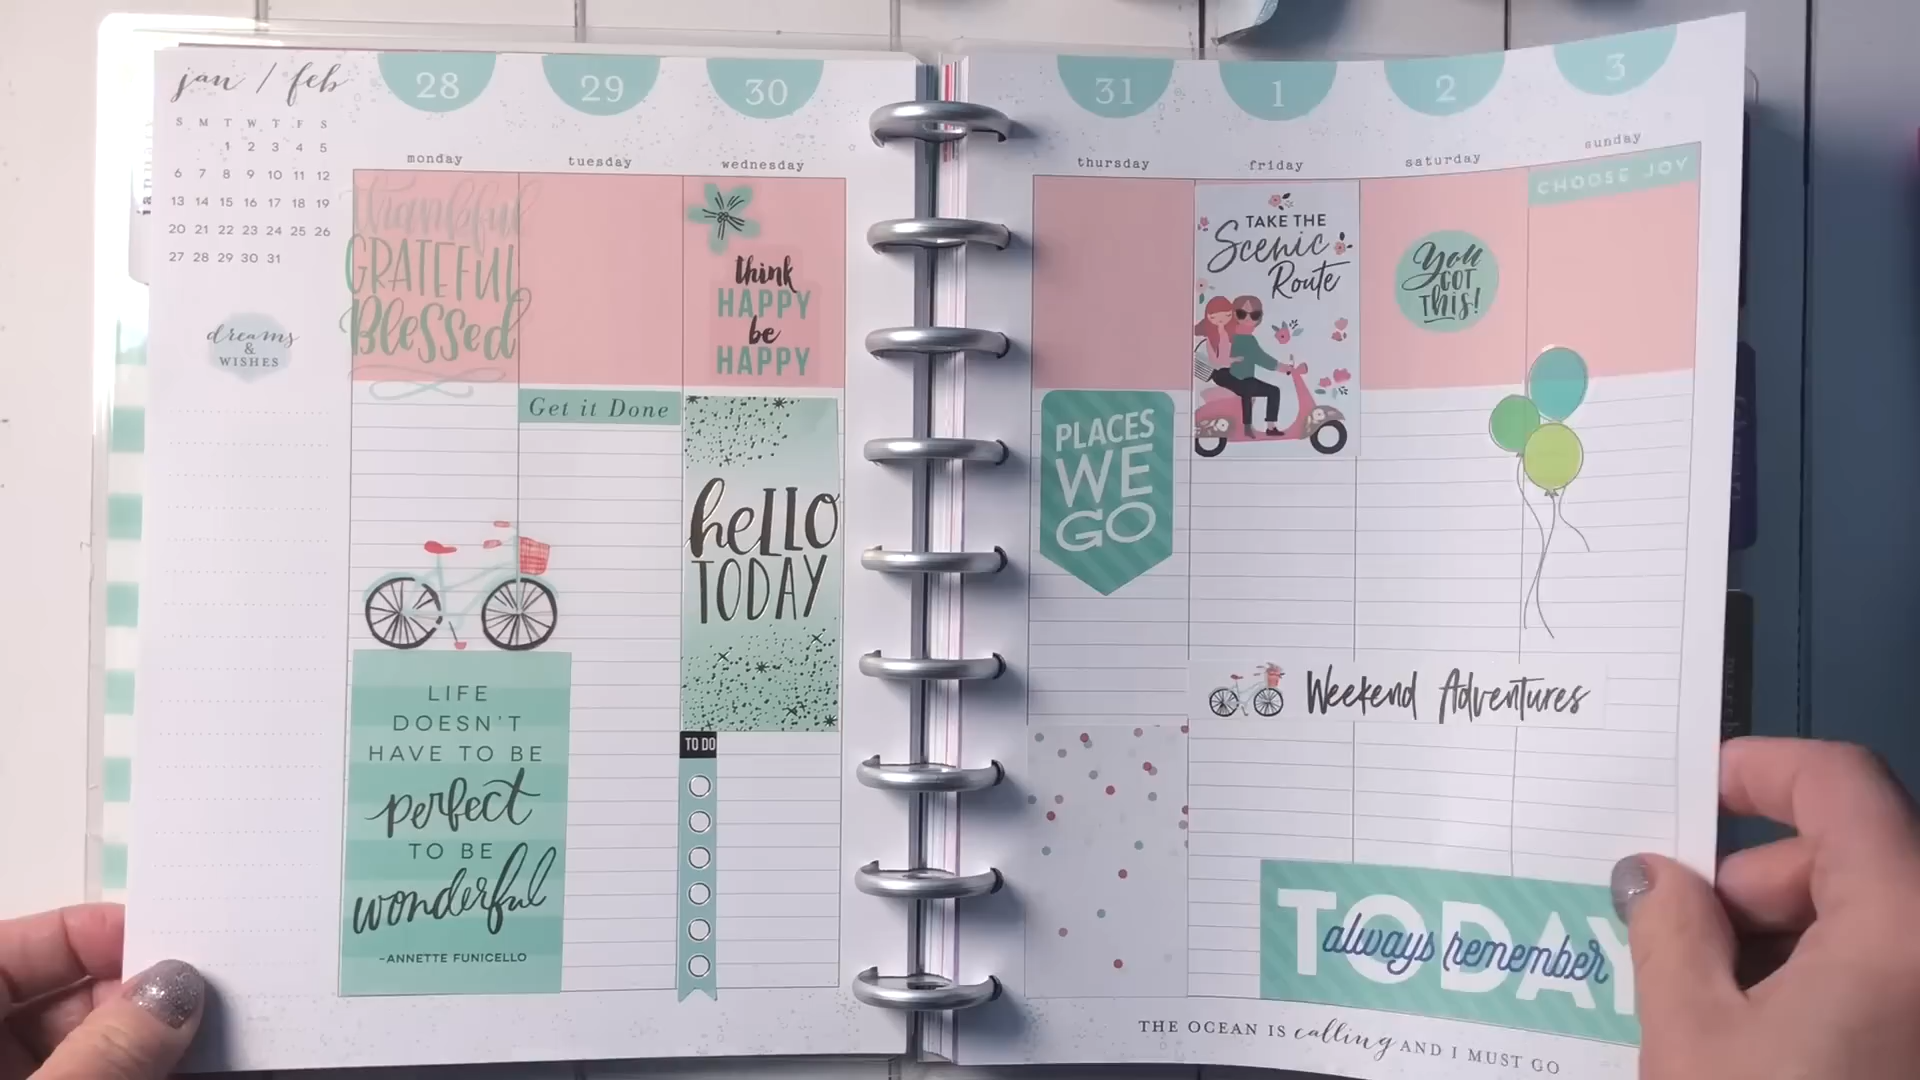 jan / feb
S M T W T F S
1 2 3 4 5
6 7 8 9 10 11 12
13 14 15 16 17 18 19
20 21 22 23 24 25 26
27 28 29 30 31
dreams
&
WISHES
28
monday
thankful
GRATEFUL
Blessed
LIFE
DOESN'T
HAVE TO BE
perfect
TO BE
wonderful
-ANNETTE FUNICELLO
29
tuesday
Get it Done
30
wednesday
think
HAPPY
be
HAPPY
heLLO
TODAY
TO DO
31
thursday
PLACES
WE
GO
1
friday
TAKE THE
Scenic
Route
2
saturday
You
GOT
THiS!
3
sunday
CHOOSE JOY
Weekend Adventures
TODAY
always remember
THE OCEAN IS calling AND I MUST GO